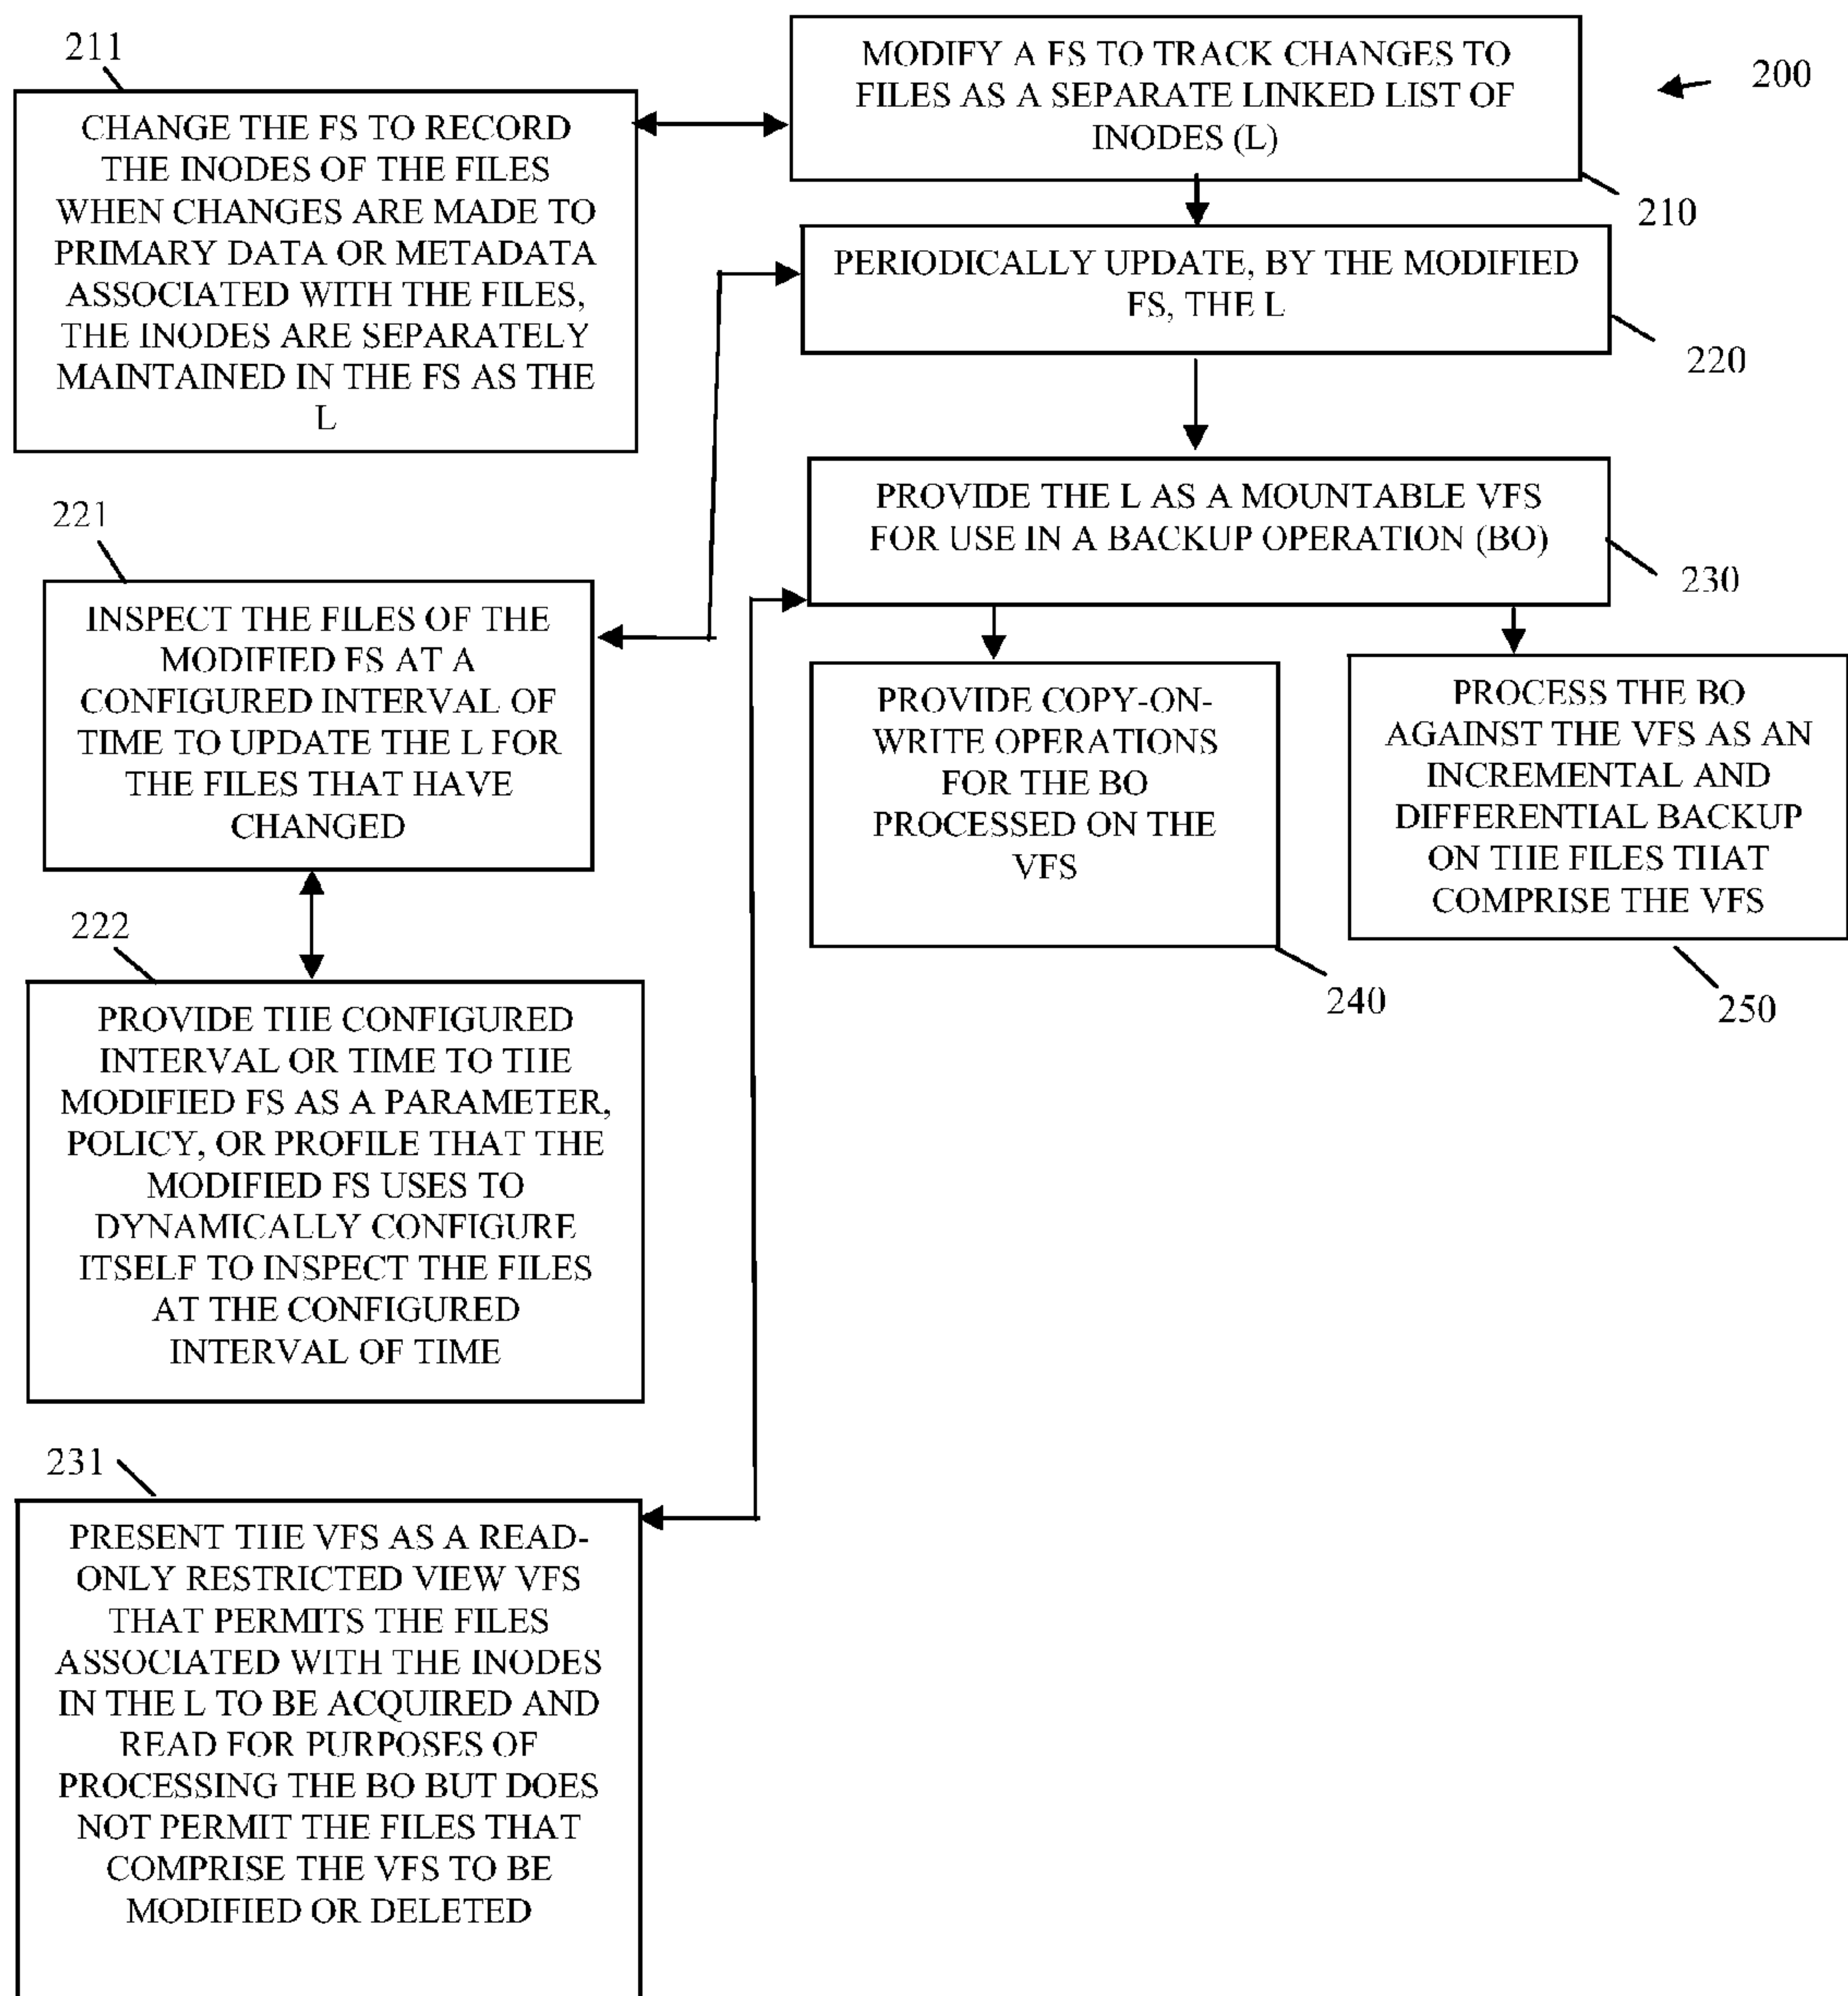 200
MODIFY A FS TO TRACK CHANGES TO
FILES AS A SEPARATE LINKED LIST OF
INODES (L)
210
211
CHANGE THE FS TO RECORD
THE INODES OF THE FILES
WHEN CHANGES ARE MADE TO
PRIMARY DATA OR METADATA
ASSOCIATED WITH THE FILES,
THE INODES ARE SEPARATELY
MAINTAINED IN THE FS AS THE
L
PERIODICALLY UPDATE, BY THE MODIFIED
FS, THE L
220
221
INSPECT THE FILES OF THE
MODIFIED FS AT A
CONFIGURED INTERVAL OF
TIME TO UPDATE THE L FOR
THE FILES THAT HAVE
CHANGED
222
PROVIDE THE CONFIGURED
INTERVAL OR TIME TO THE
MODIFIED FS AS A PARAMETER,
POLICY, OR PROFILE THAT THE
MODIFIED FS USES TO
DYNAMICALLY CONFIGURE
ITSELF TO INSPECT THE FILES
AT THE CONFIGURED
INTERVAL OF TIME
PROVIDE THE L AS A MOUNTABLE VFS
FOR USE IN A BACKUP OPERATION (BO)
230
231
PRESENT THE VFS AS A READ-
ONLY RESTRICTED VIEW VFS
THAT PERMITS THE FILES
ASSOCIATED WITH THE INODES
IN THE L TO BE ACQUIRED AND
READ FOR PURPOSES OF
PROCESSING THE BO BUT DOES
NOT PERMIT THE FILES THAT
COMPRISE THE VFS TO BE
MODIFIED OR DELETED
PROVIDE COPY-ON-
WRITE OPERATIONS
FOR THE BO
PROCESSED ON THE
VFS
240
PROCESS THE BO
AGAINST THE VFS AS AN
INCREMENTAL AND
DIFFERENTIAL BACKUP
ON THE FILES THAT
COMPRISE THE VFS
250